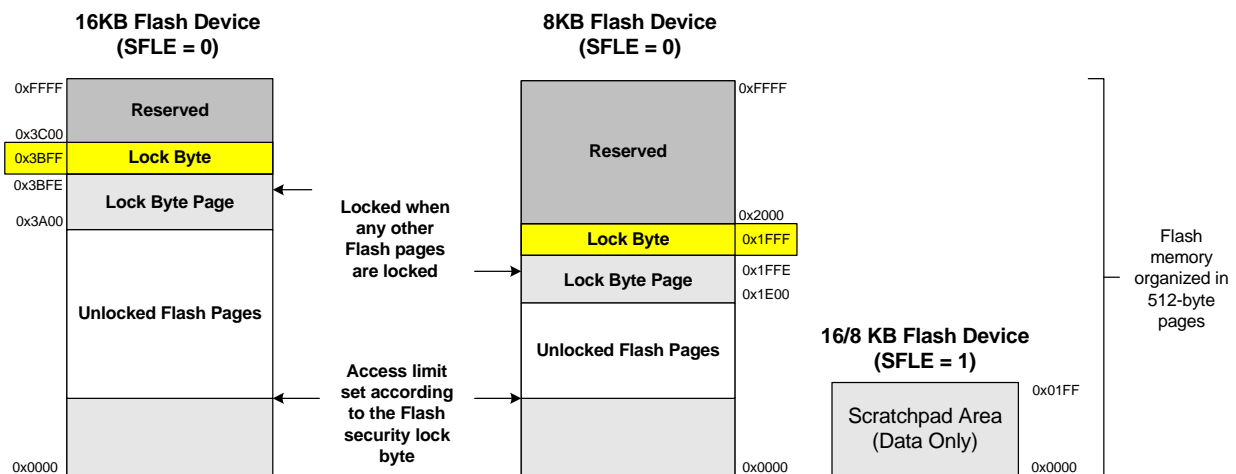 16KB Flash Device
(SFLE = 0)
0xFFFF
Reserved
0x3C00
0x3BFF
Lock Byte
0x3BFE
Lock Byte Page
0x3A00
Unlocked Flash Pages
0x0000
Locked when
any other
Flash pages
are locked
Access limit
set according
to the Flash
security lock
byte
8KB Flash Device
(SFLE = 0)
0xFFFF
Reserved
0x2000
Lock Byte
0x1FFF
0x1FFE
Lock Byte Page
0x1E00
Unlocked Flash Pages
0x0000
16/8 KB Flash Device
(SFLE = 1)
0x01FF
Scratchpad Area
(Data Only)
0x0000
Flash
memory
organized in
512-byte
pages